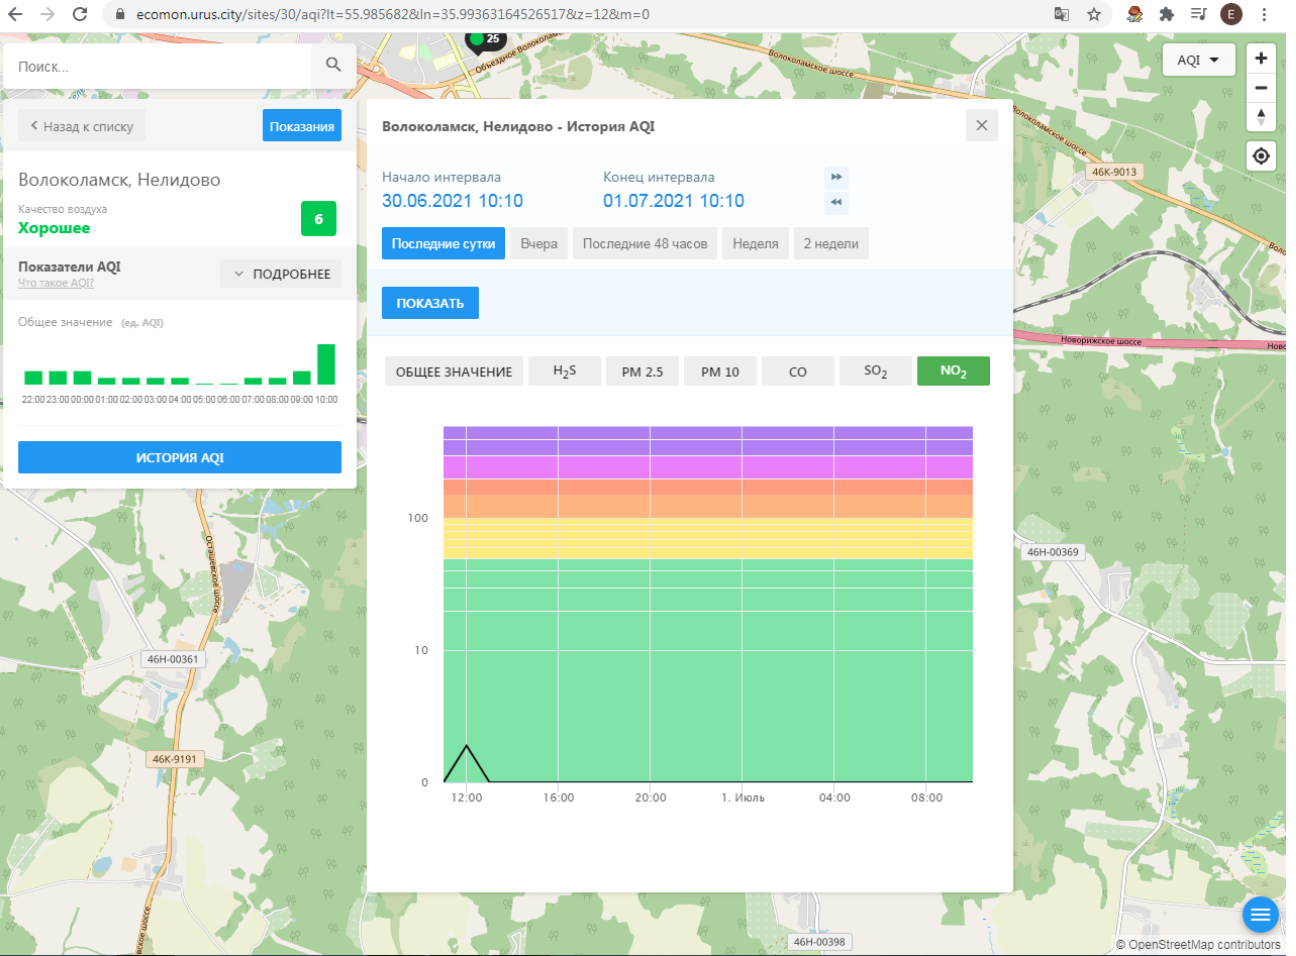 ecomon.urus.city/sites/30/aqi?lt=55.985682&ln=35.99363164526517&z=12&m=0
E
25
Объездное Волоколамск
Волоколамское шоссе
Поиск...
AQI
Назад к списку
Показания
Волоколамск, Нелидово - История AQI
Волоколамское шоссе
46К-9013
Волоколамск, Нелидово
Качество воздуха
Хорошее
6
Начало интервала
Конец интервала
30.06.2021 10:10
01.07.2021 10:10
Последние сутки
Вчера
Последние 48 часов
Неделя
2 недели
Показатели AQI
Что такое AQI?
ПОДРОБНЕЕ
ПОКАЗАТЬ
Общее значение (ед. AQI)
Новорижское шоссе
Ново
ОБЩЕЕ ЗНАЧЕНИЕ
H2S
PM 2.5
PM 10
CO
SO2
NO2
22:00 23:00 00:00 01:00 02:00 03:00 04:00 05:00 06:00 07:00 08:00 09:00 10:00
ИСТОРИЯ AQI
100
10
0
12:00
16:00
20:00
1. Июль
04:00
08:00
Осташёвское шоссе
46Н-00369
46Н-00361
46К-9191
46Н-00398
© OpenStreetMap contributors